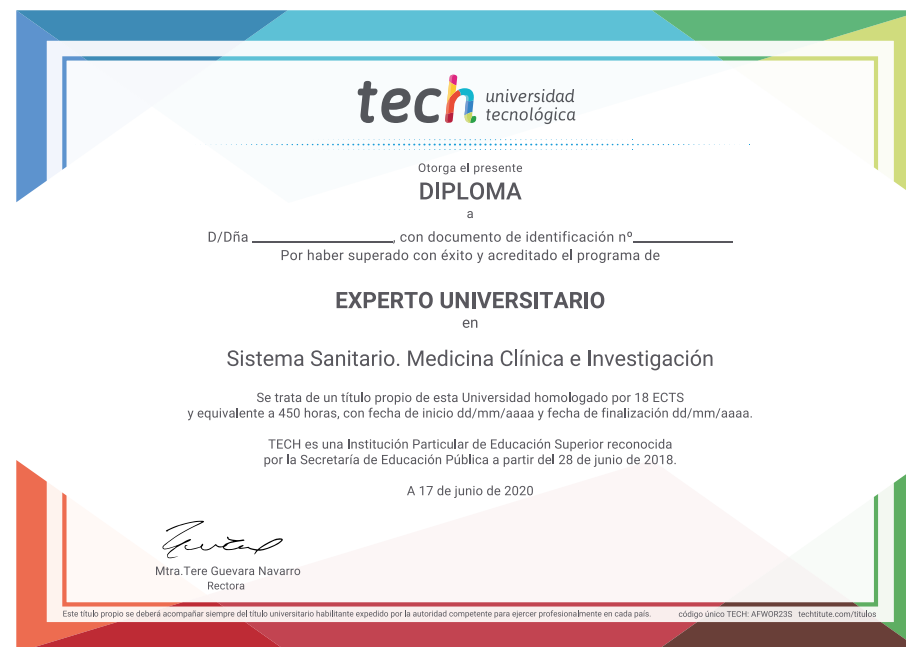 tech universidad
tecnológica
Otorga el presente
DIPLOMA
a
D/Dña ____________________, con documento de identificación nº______________
Por haber superado con éxito y acreditado el programa de
EXPERTO UNIVERSITARIO
en
Sistema Sanitario. Medicina Clínica e Investigación
Se trata de un título propio de esta Universidad homologado por 18 ECTS
y equivalente a 450 horas, con fecha de inicio dd/mm/aaaa y fecha de finalización dd/mm/aaaa.
TECH es una Institución Particular de Educación Superior reconocida
por la Secretaría de Educación Pública a partir del 28 de junio de 2018.
A 17 de junio de 2020
Mtra.Tere Guevara Navarro
Rectora
Este título propio se deberá acompañar siempre del título universitario habilitante expedido por la autoridad competente para ejercer profesionalmente en cada país. código único TECH: AFWOR23S techtitute.com/titulos